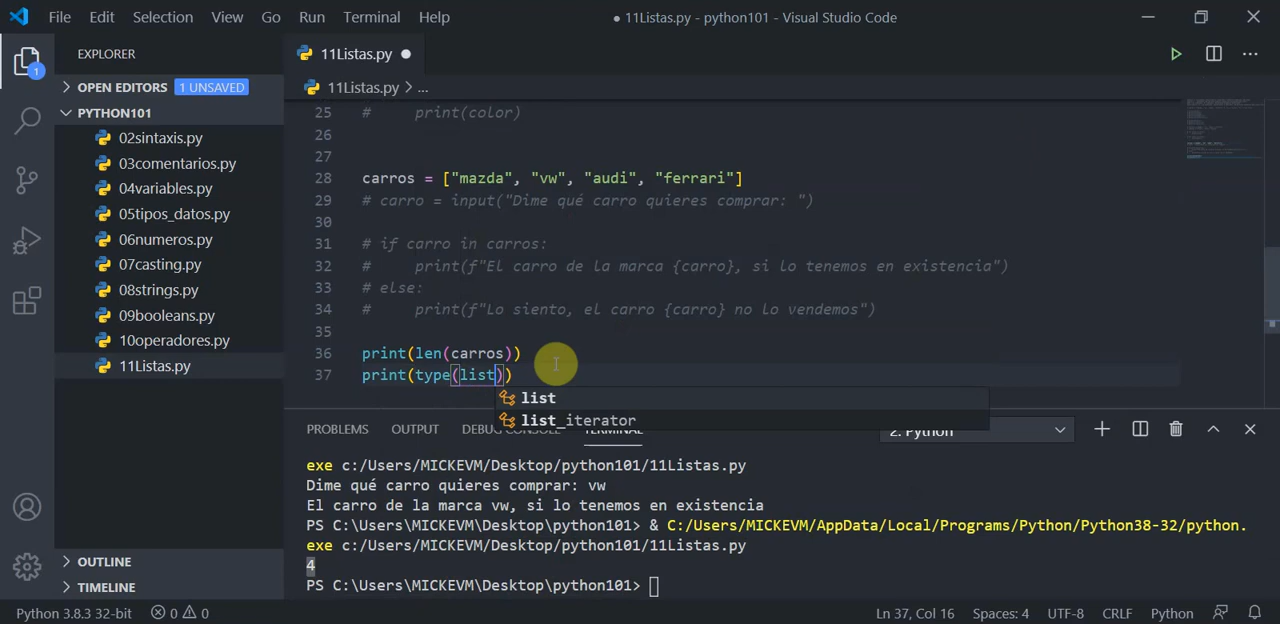 File Edit Selection View Go Run Terminal Help
● 11Listas.py - python101 - Visual Studio Code
EXPLORER
11Listas.py ●
OPEN EDITORS 1 UNSAVED
11Listas.py > ...
1
PYTHON101
02sintaxis.py
03comentarios.py
04variables.py
05tipos_datos.py
06numeros.py
07casting.py
08strings.py
09booleans.py
10operadores.py
11Listas.py
OUTLINE
TIMELINE
25 #     print(color)
26
27
28 carros = ["mazda", "vw", "audi", "ferrari"]
29 # carro = input("Dime qué carro quieres comprar: ")
30
31 # if carro in carros:
32 #     print(f"El carro de la marca {carro}, si lo tenemos en existencia")
33 # else:
34 #     print(f"Lo siento, el carro {carro} no lo vendemos")
35
36 print(len(carros))
37 print(type(list))
list
list_iterator
PROBLEMS OUTPUT DEBUG CONSOLE TERMINAL 2: Python
exe c:/Users/MICKEVM/Desktop/python101/11Listas.py
Dime qué carro quieres comprar: vw
El carro de la marca vw, si lo tenemos en existencia
PS C:\Users\MICKEVM\Desktop\python101> & C:/Users/MICKEVM/AppData/Local/Programs/Python/Python38-32/python.
exe c:/Users/MICKEVM/Desktop/python101/11Listas.py
4
PS C:\Users\MICKEVM\Desktop\python101>
Python 3.8.3 32-bit 0 0 Ln 37, Col 16 Spaces: 4 UTF-8 CRLF Python